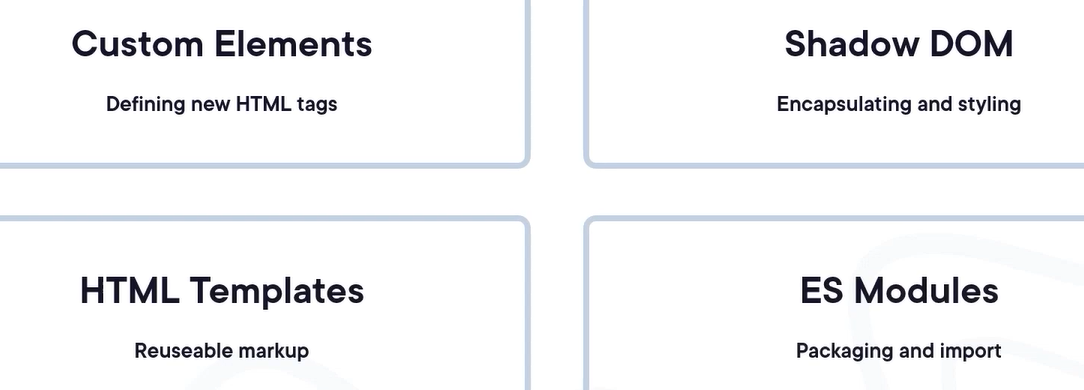 Custom Elements
Defining new HTML tags
Shadow DOM
Encapsulating and styling
HTML Templates
Reuseable markup
ES Modules
Packaging and import